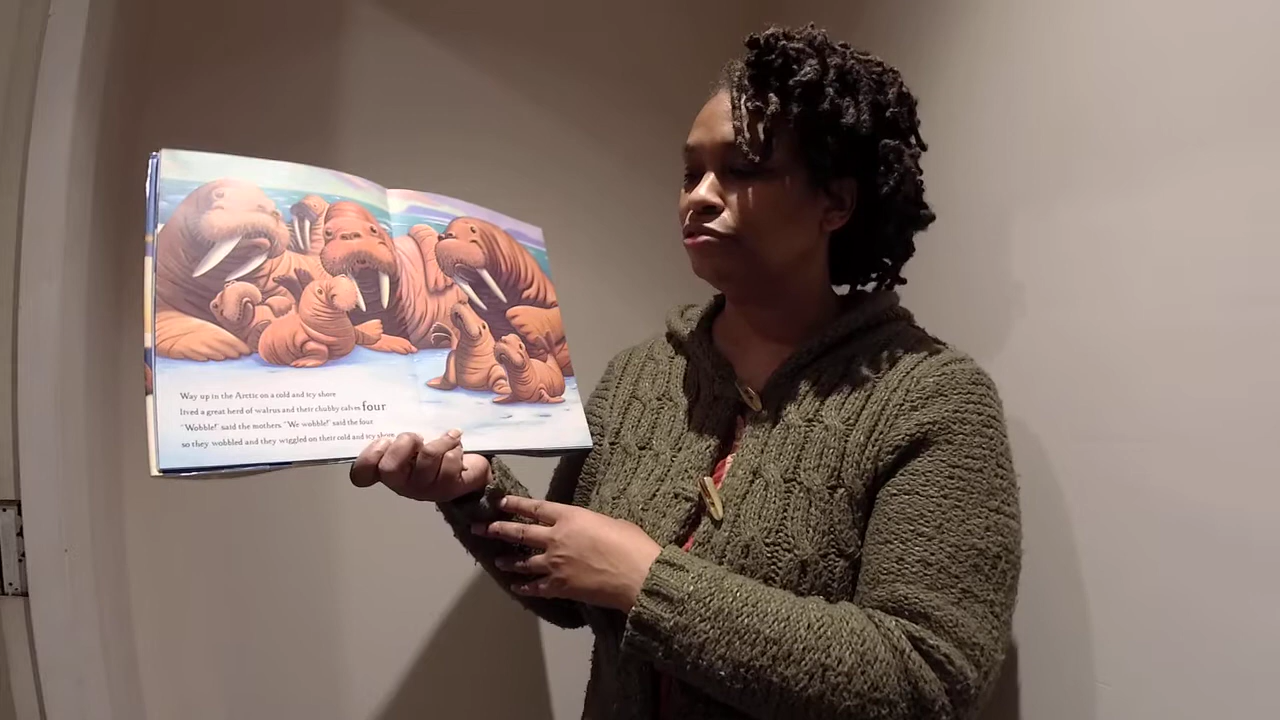 Way up in the Arctic on a cold and icy shore
lived a great herd of walrus and their chubby calves four
"Wobble!" said the mothers. "We wobble!" said the four
so they wobbled and they wiggled on their cold and icy shore.